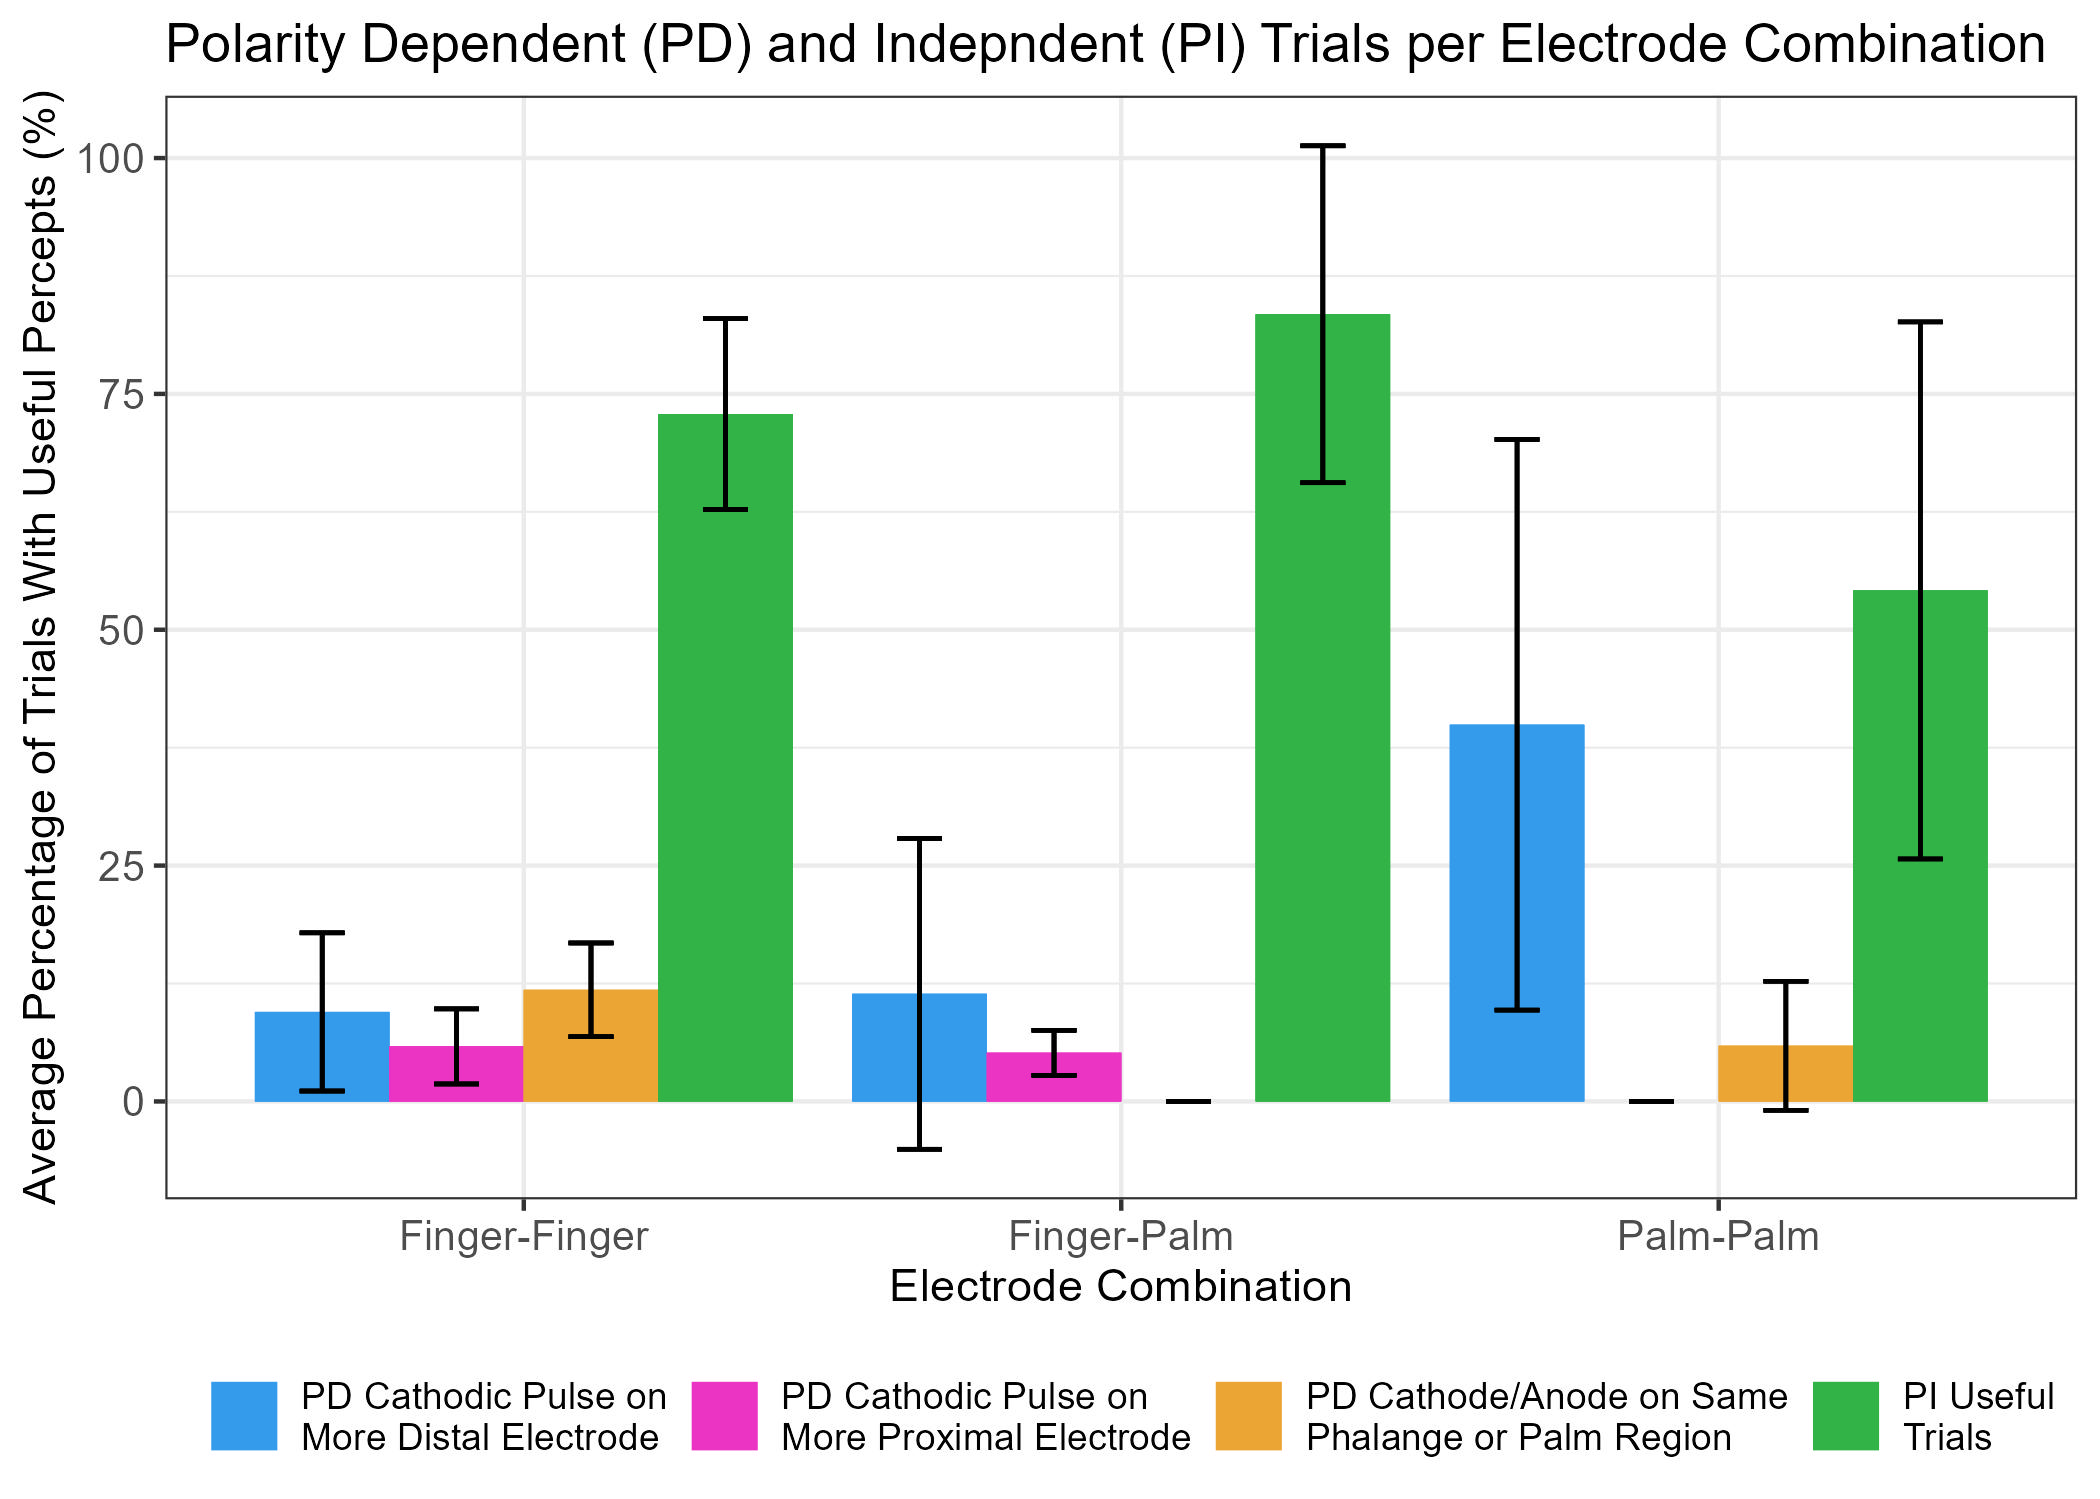 Polarity Dependent (PD) and Indepndent (PI) Trials per Electrode Combination
Average Percentage of Trials With Useful Percepts (%)
100
75
50
25
0
Finger-Finger
Finger-Palm
Palm-Palm
Electrode Combination
PD Cathodic Pulse on
More Distal Electrode
PD Cathodic Pulse on
More Proximal Electrode
PD Cathode/Anode on Same
Phalange or Palm Region
PI Useful
Trials